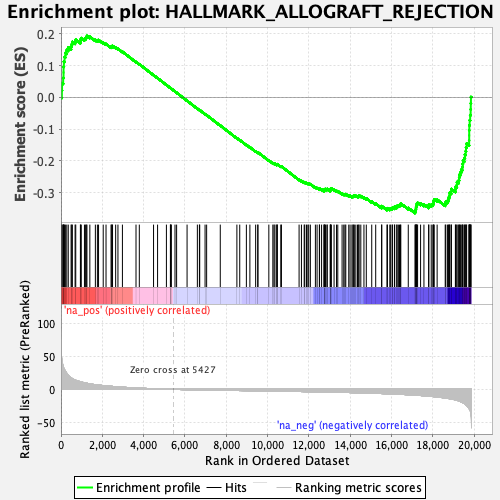 Enrichment plot: HALLMARK_ALLOGRAFT_REJECTION
Enrichment score (ES)
0.2
0.1
0.0
-0.1
-0.2
-0.3
'na_pos' (positively correlated)
Ranked list metric (PreRanked)
100
50
0
-50
Zero cross at 5427
'na_neg' (negatively correlated)
0
2,000
4,000
6,000
8,000
10,000
12,000
14,000
16,000
18,000
20,000
Rank in Ordered Dataset
Enrichment profile
Hits
Ranking metric scores